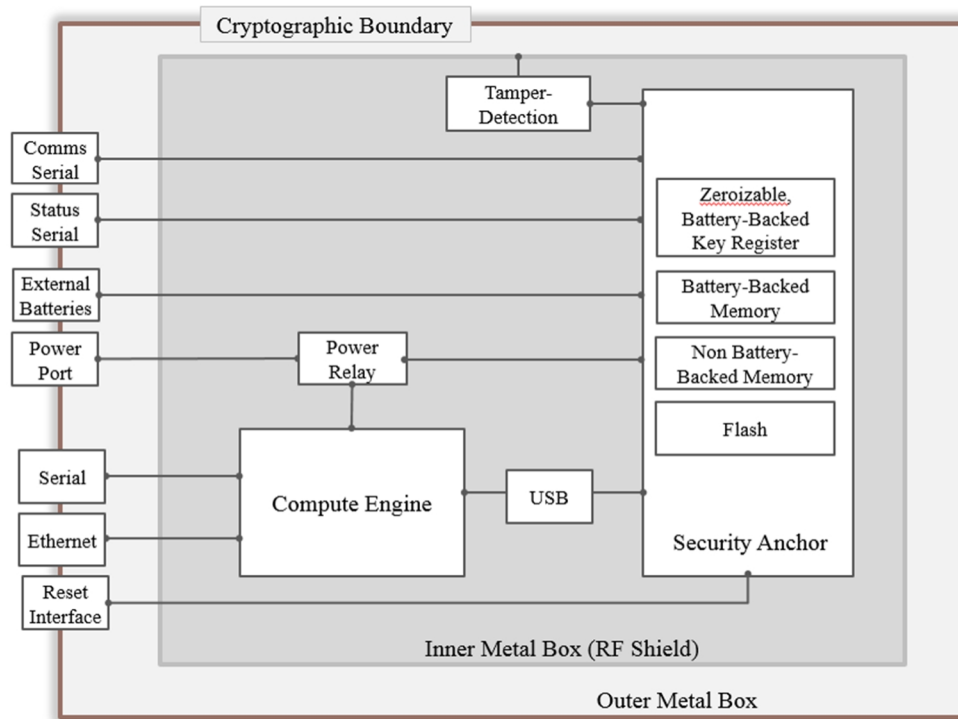 Cryptographic Boundary
Tamper-
Detection
Comms
Serial
Status
Serial
Zeroizable,
Battery-Backed
Key Register
External
Batteries
Battery-Backed
Memory
Power
Port
Power
Relay
Non Battery-
Backed Memory
Flash
Serial
Compute Engine
USB
Ethernet
Security Anchor
Reset
Interface
Inner Metal Box (RF Shield)
Outer Metal Box